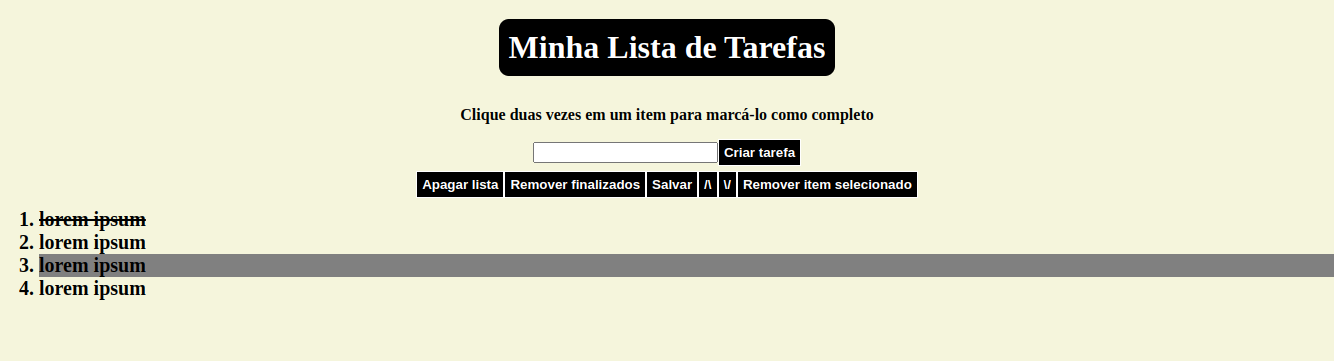 Minha Lista de Tarefas
Clique duas vezes em um item para marcá-lo como completo
Criar tarefa
Apagar lista Remover finalizados Salvar /\ \/ Remover item selecionado
1. lorem ipsum
2. lorem ipsum
3. lorem ipsum
4. lorem ipsum